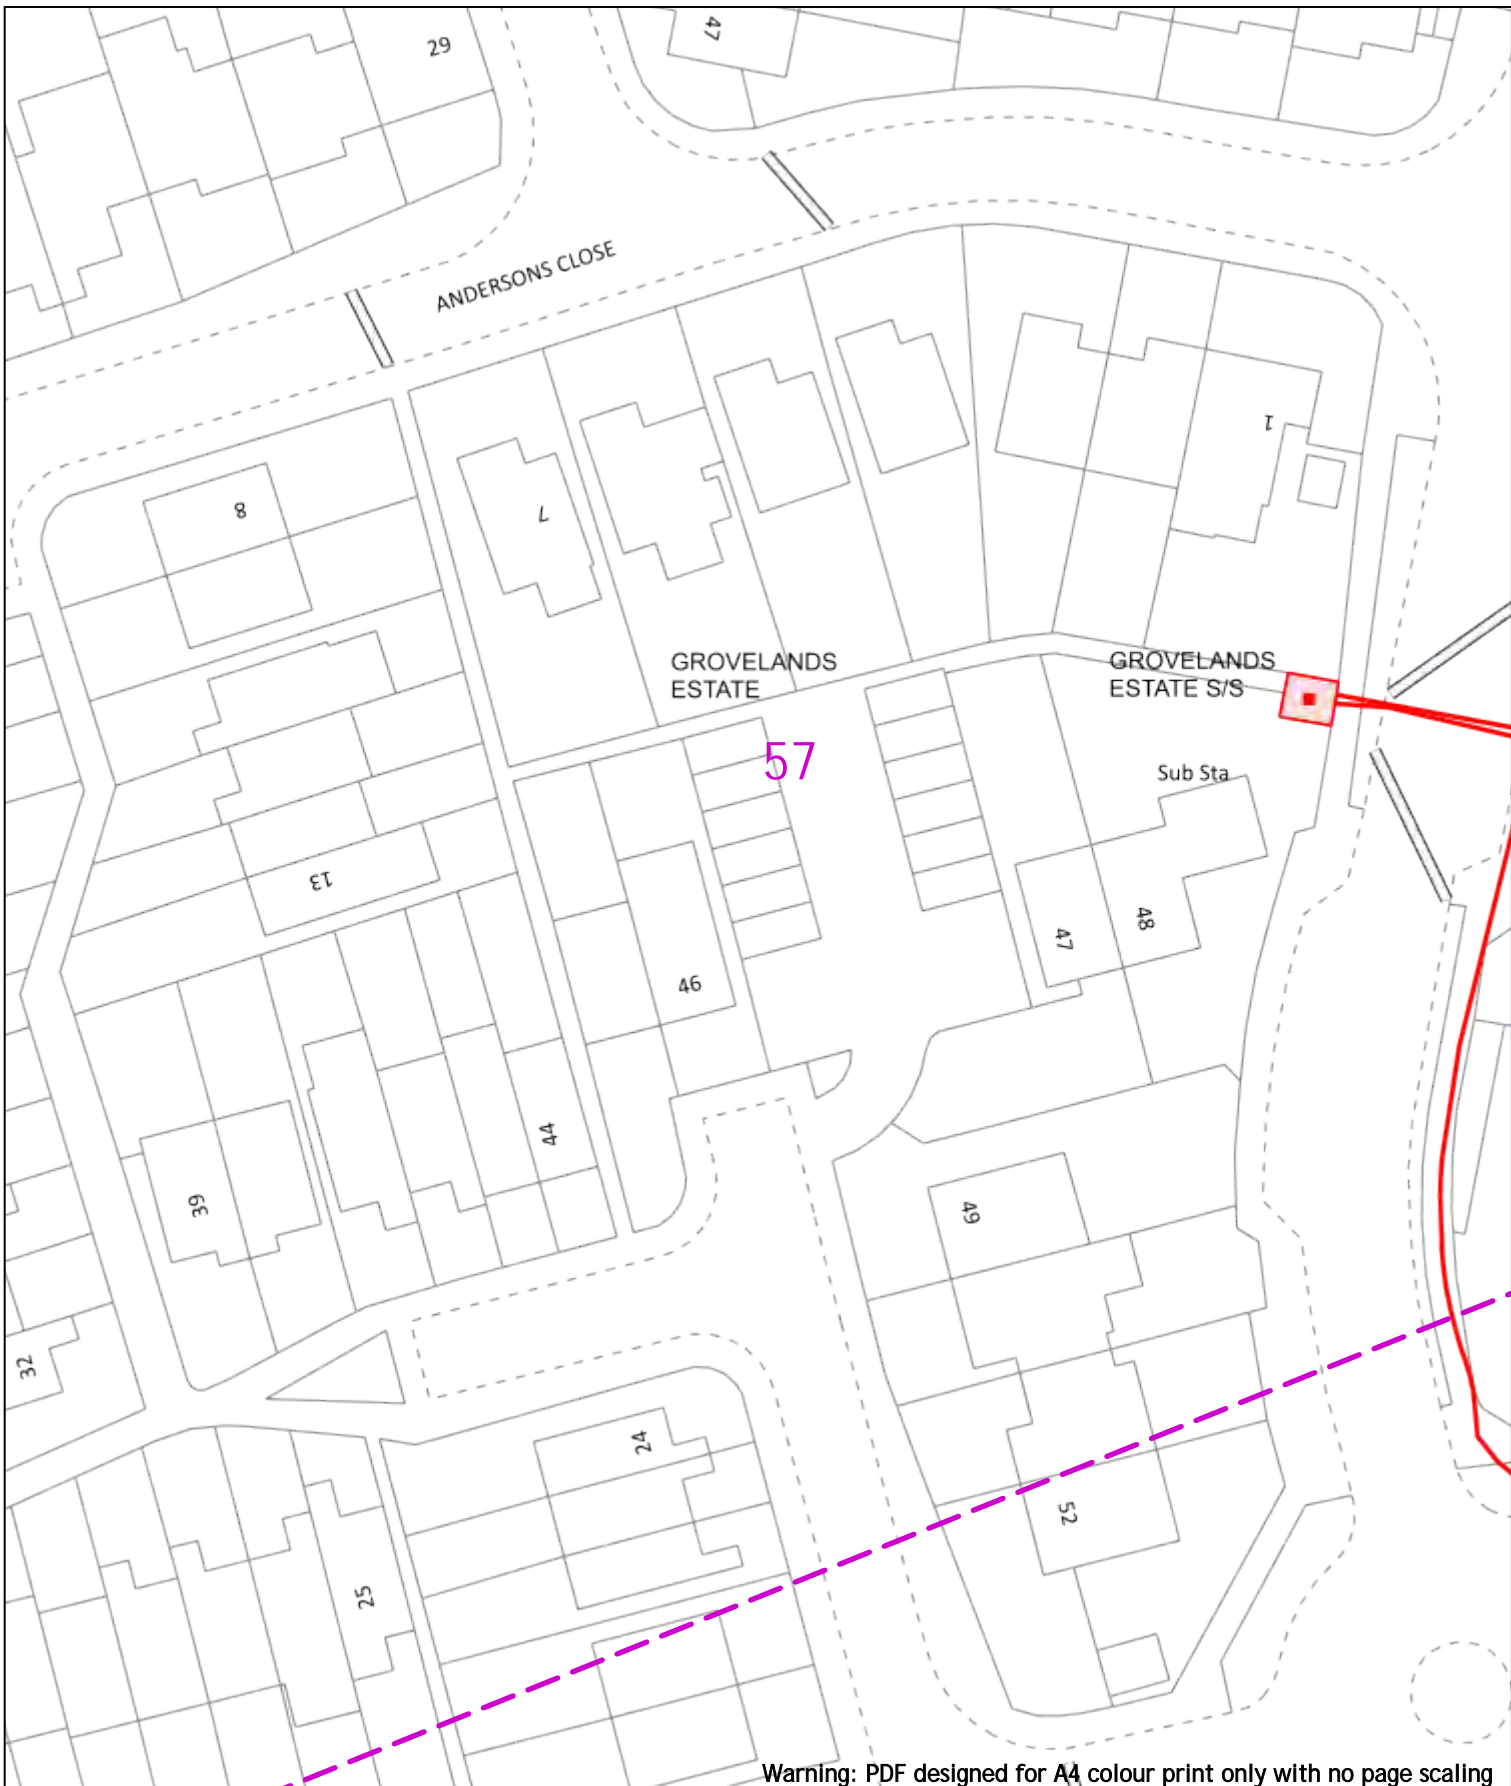 29
47
ANDERSONS CLOSE
1
8
7
GROVELANDS
ESTATE
GROVELANDS
ESTATE S/S
57
Sub Sta
13
47
48
46
44
39
49
32
24
52
25
Warning: PDF designed for A4 colour print only with no page scaling